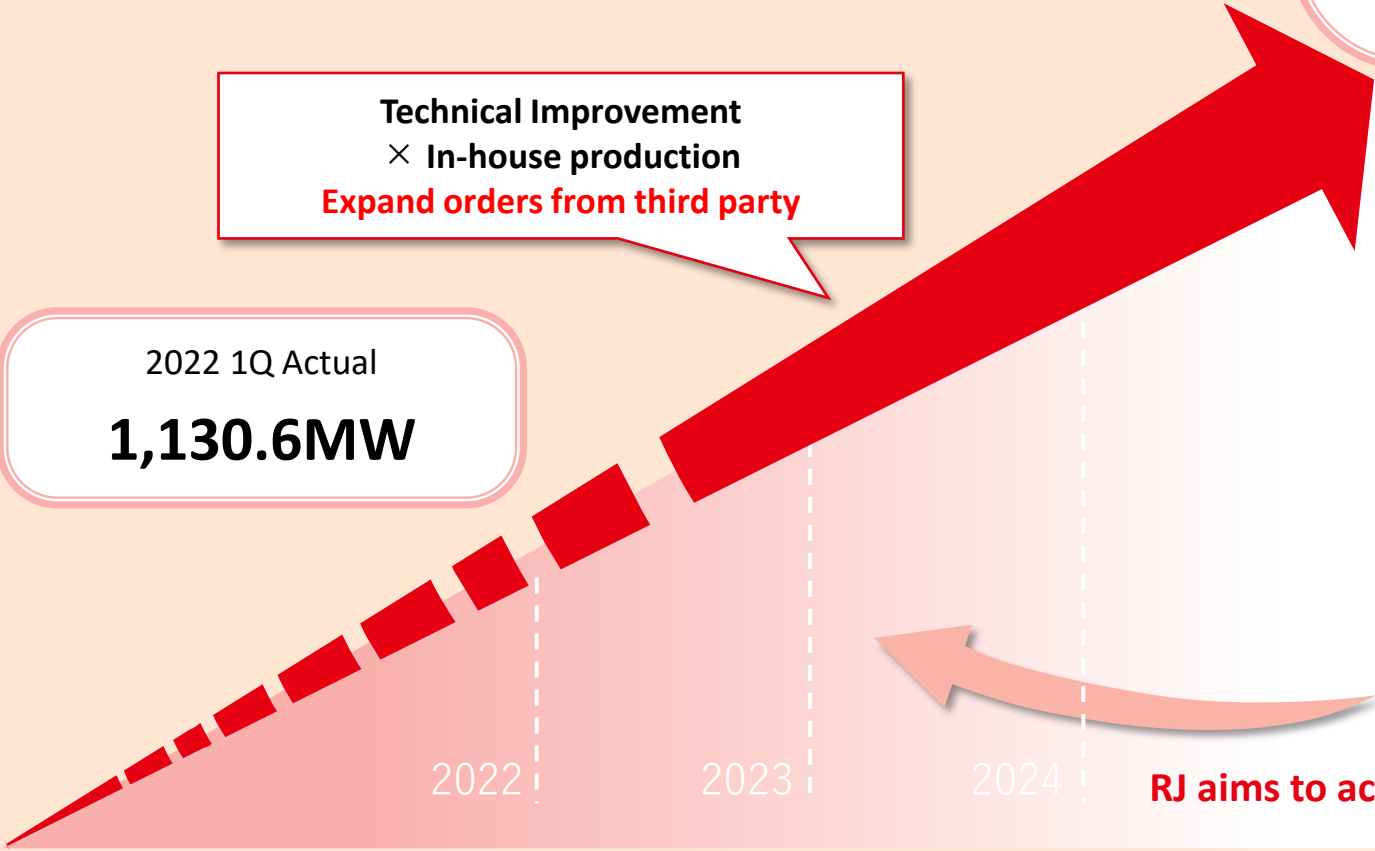 Technical Improvement
× In-house production
Expand orders from third party
2022 1Q Actual
1,130.6MW
2022
2023
2024
RJ aims to ac